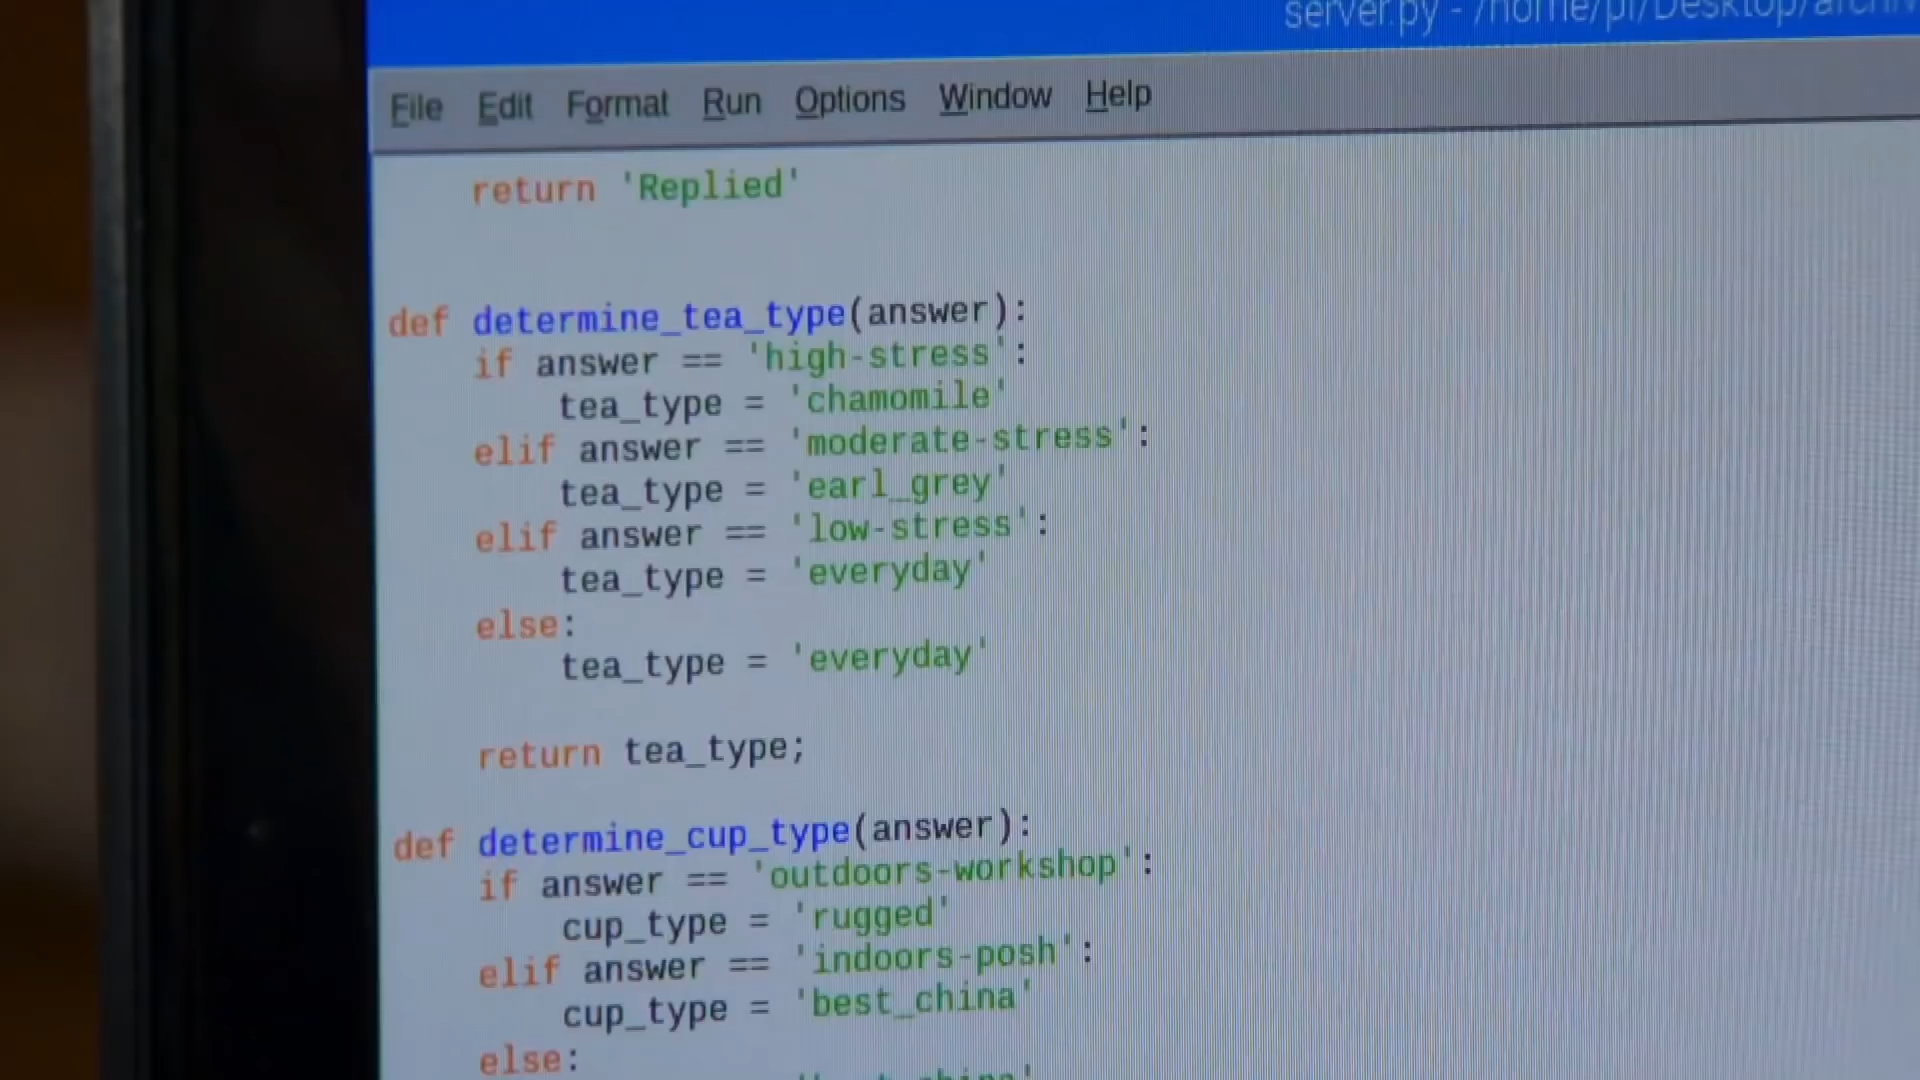 server.py - /home/pi/Desktop/
File Edit Format Run Options Window Help
return 'Replied'
def determine_tea_type(answer):
if answer == 'high-stress':
tea_type = 'chamomile'
elif answer == 'moderate-stress':
tea_type = 'earl_grey'
elif answer == 'low-stress':
tea_type = 'everyday'
else:
tea_type = 'everyday'
return tea_type;
def determine_cup_type(answer):
if answer == 'outdoors-workshop':
cup_type = 'rugged'
elif answer == 'indoors-posh':
cup_type = 'best_china'
else: